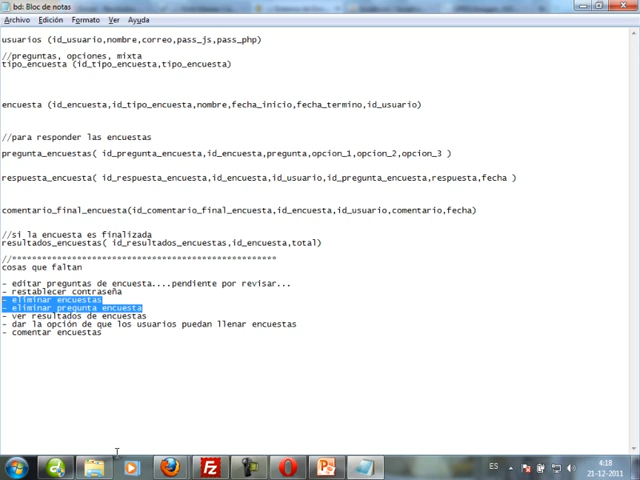 bd: Bloc de notas
Archivo Edición Formato Ver Ayuda
usuarios (id_usuario,nombre,correo,pass_js,pass_php)
//preguntas, opciones, mixta
tipo_encuesta (id_tipo_encuesta,tipo_encuesta)
encuesta (id_encuesta,id_tipo_encuesta,nombre,fecha_inicio,fecha_termino,id_usuario)
//para responder las encuestas
pregunta_encuestas( id_pregunta_encuesta,id_encuesta,pregunta,opcion_1,opcion_2,opcion_3 )
respuesta_encuesta( id_respuesta_encuesta,id_encuesta,id_usuario,id_pregunta_encuesta,respuesta,fecha )
comentario_final_encuesta(id_comentario_final_encuesta,id_encuesta,id_usuario,comentario,fecha)
//si la encuesta es finalizada
resultados_encuesta( id_resultados_encuestas,id_encuesta,total)
//**************************************************
cosas que faltan
- editar preguntas de encuesta....pendiente por revisar...
- restablecer contraseña
- eliminar encuestas
- eliminar pregunta encuesta
- ver resultados de encuestas
- dar la opción de que los usuarios puedan llenar encuestas
- comentar encuestas
ES
4:18
21-12-2011